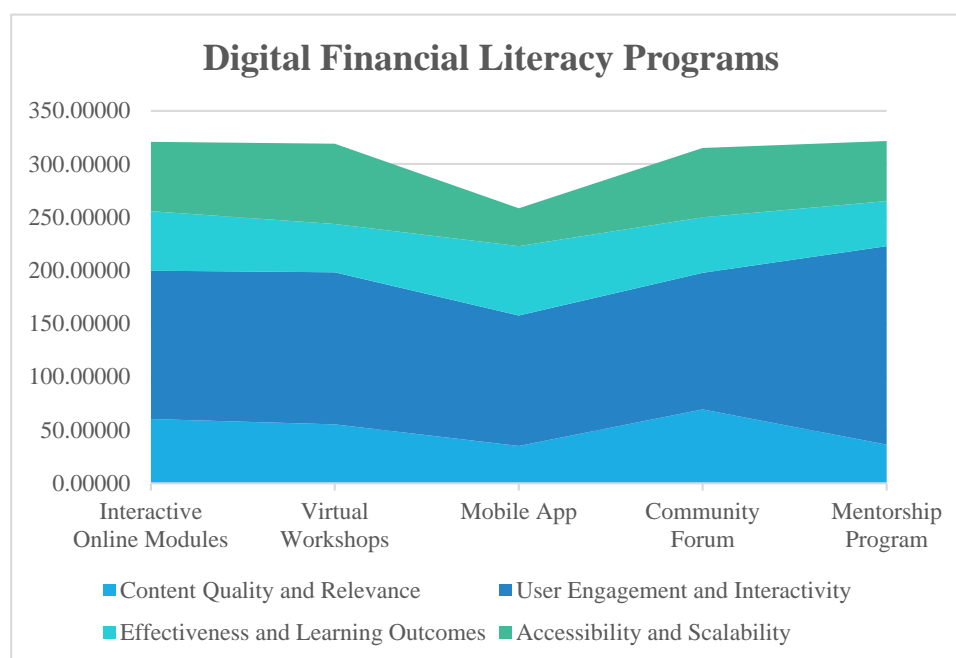 Digital Financial Literacy Programs
350.00000
300.00000
250.00000
200.00000
150.00000
100.00000
50.00000
0.00000
Interactive
Online Modules
Virtual
Workshops
Mobile App
Community
Forum
Mentorship
Program
Content Quality and Relevance
User Engagement and Interactivity
Effectiveness and Learning Outcomes
Accessibility and Scalability